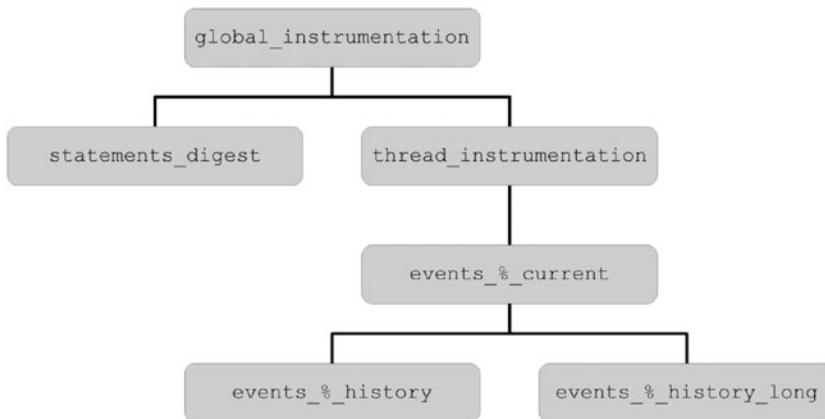 global_instrumentation
statements_digest
thread_instrumentation
events_%_current
events_%_history
events_%_history_long